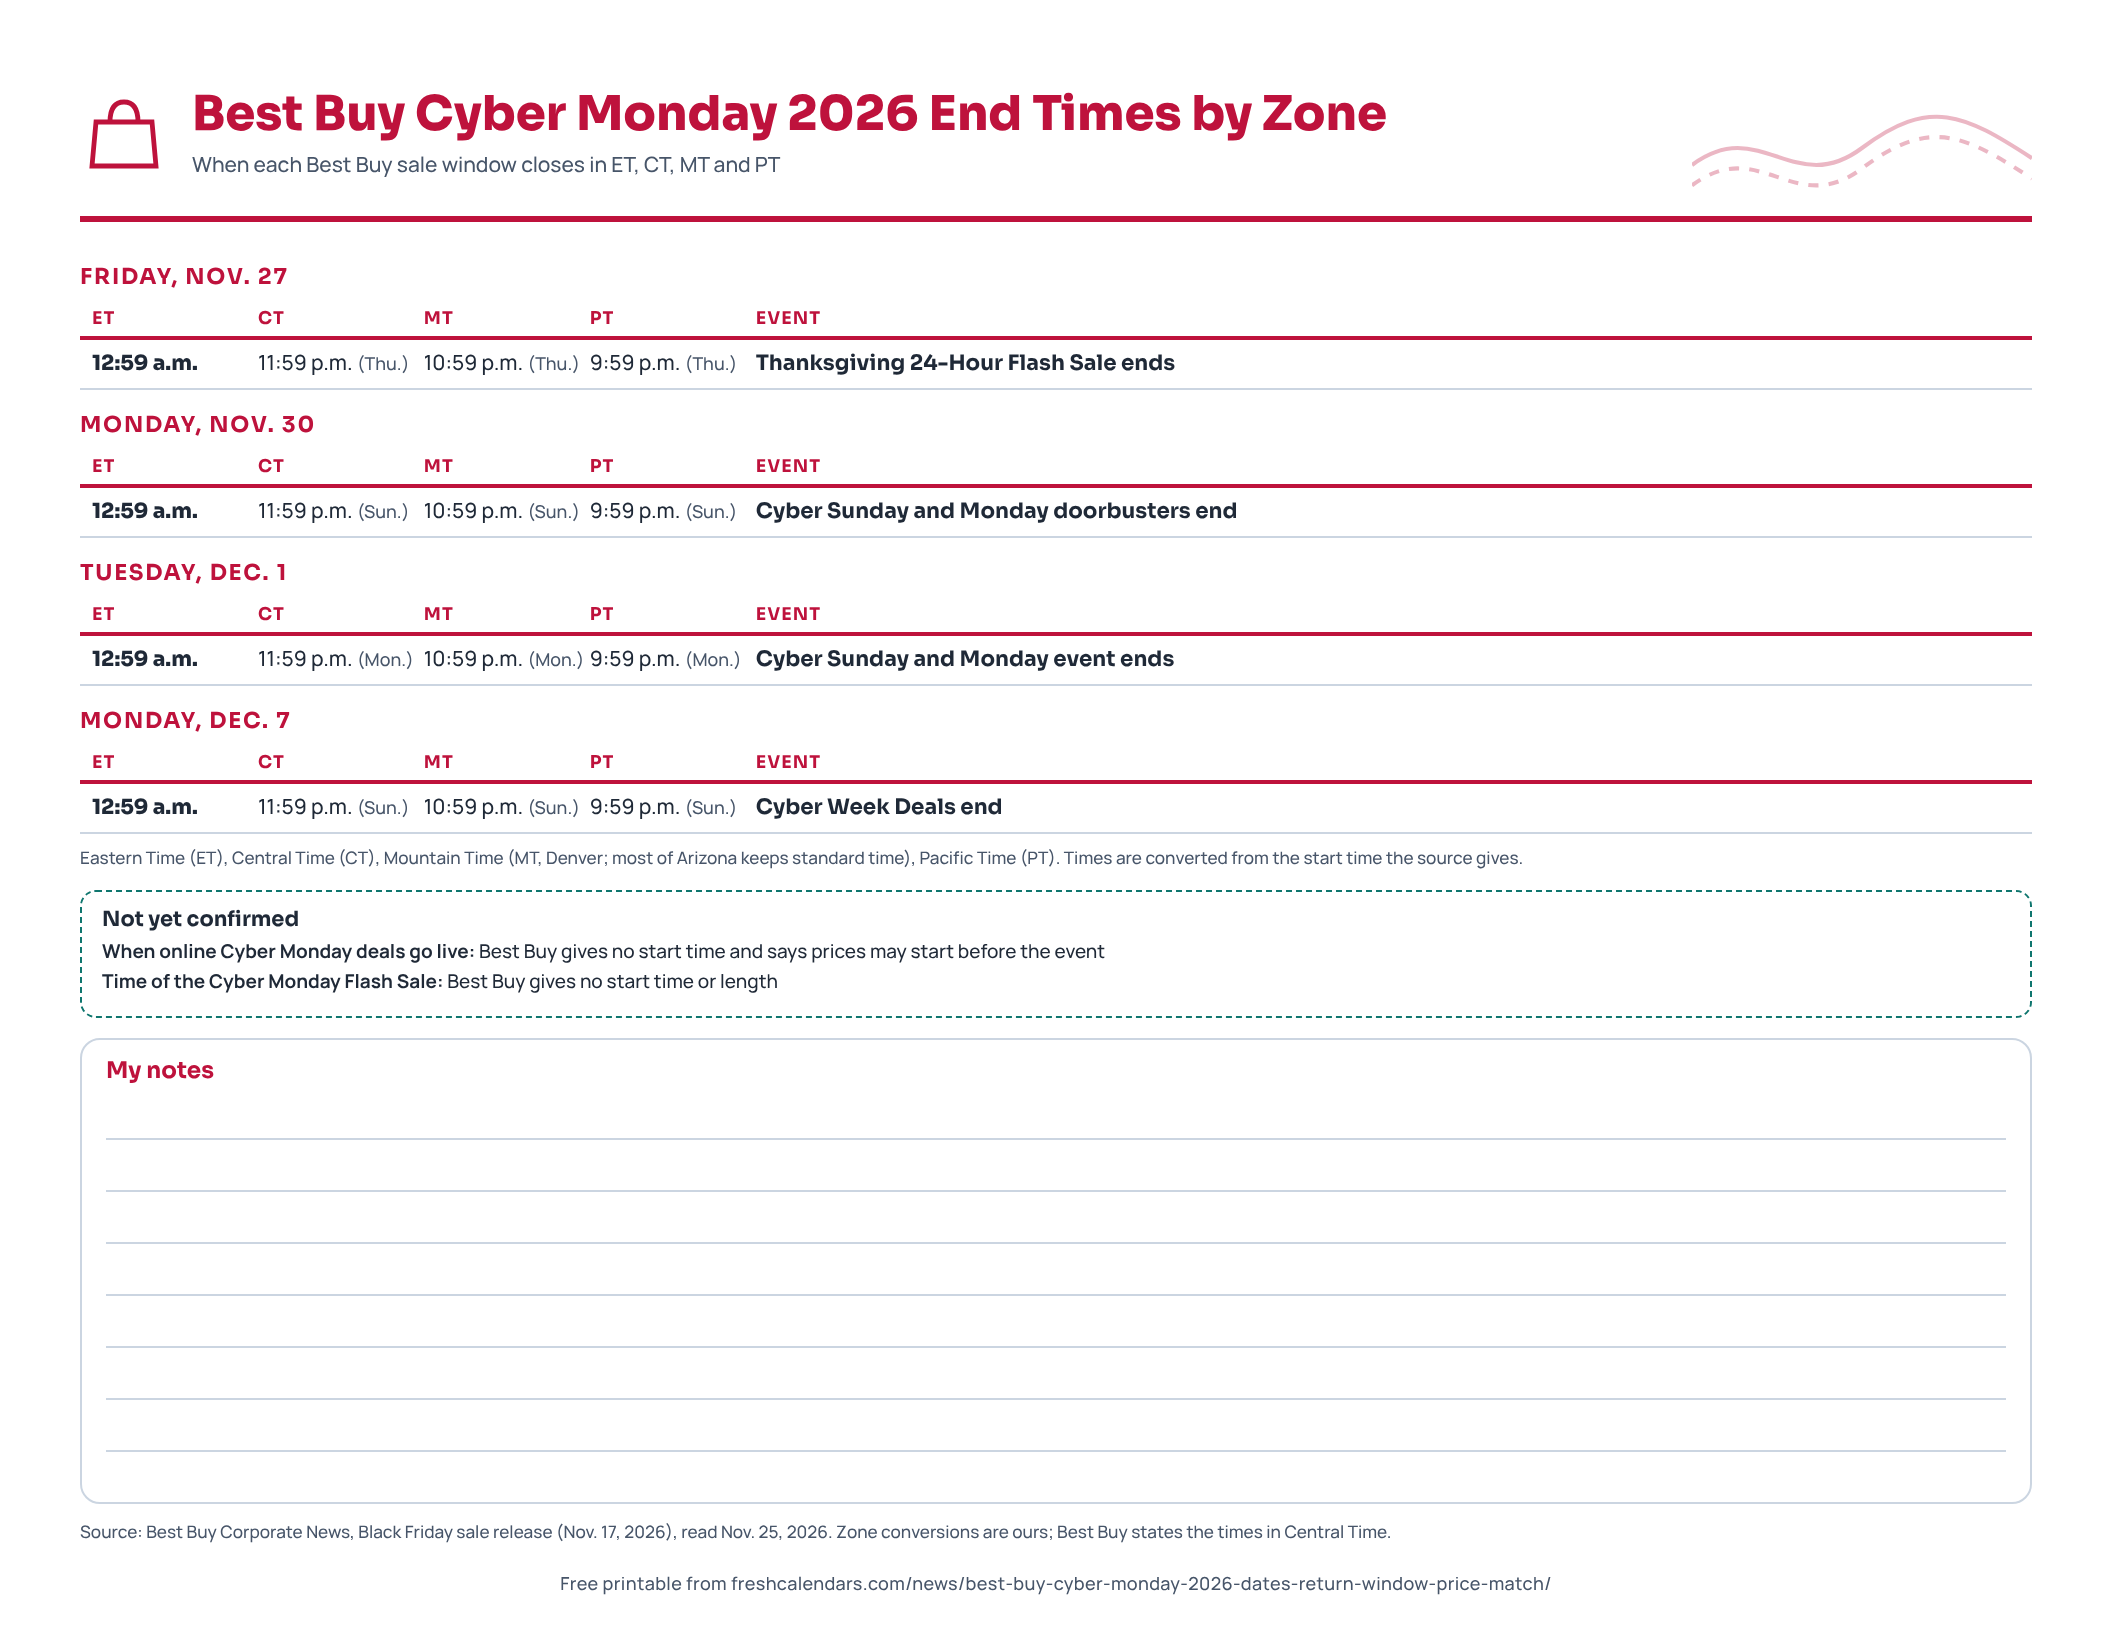 Best Buy Cyber Monday 2026 End Times by Zone
When each Best Buy sale window closes in ET, CT, MT and PT
FRIDAY, NOV. 27
ET CT MT PT EVENT
12:59 a.m. 11:59 p.m. (Thu.) 10:59 p.m. (Thu.) 9:59 p.m. (Thu.) Thanksgiving 24-Hour Flash Sale ends
MONDAY, NOV. 30
ET CT MT PT EVENT
12:59 a.m. 11:59 p.m. (Sun.) 10:59 p.m. (Sun.) 9:59 p.m. (Sun.) Cyber Sunday and Monday doorbusters end
TUESDAY, DEC. 1
ET CT MT PT EVENT
12:59 a.m. 11:59 p.m. (Mon.) 10:59 p.m. (Mon.) 9:59 p.m. (Mon.) Cyber Sunday and Monday event ends
MONDAY, DEC. 7
ET CT MT PT EVENT
12:59 a.m. 11:59 p.m. (Sun.) 10:59 p.m. (Sun.) 9:59 p.m. (Sun.) Cyber Week Deals end
Eastern Time (ET), Central Time (CT), Mountain Time (MT, Denver; most of Arizona keeps standard time), Pacific Time (PT). Times are converted from the start time the source gives.
Not yet confirmed
When online Cyber Monday deals go live: Best Buy gives no start time and says prices may start before the event
Time of the Cyber Monday Flash Sale: Best Buy gives no start time or length
My notes
Source: Best Buy Corporate News, Black Friday sale release (Nov. 17, 2026), read Nov. 25, 2026. Zone conversions are ours; Best Buy states the times in Central Time.
Free printable from freshcalendars.com/news/best-buy-cyber-monday-2026-dates-return-window-price-match/